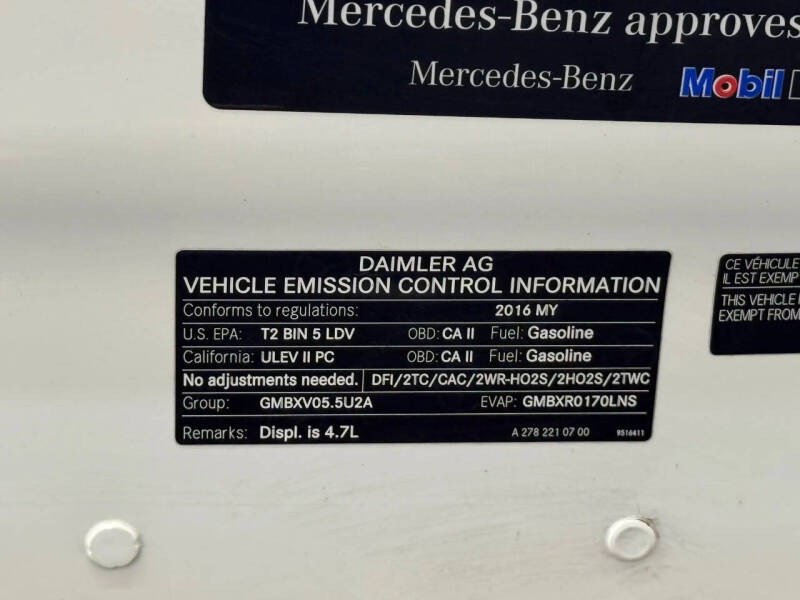 Mercedes-Benz approves
Mercedes-Benz Mobil
DAIMLER AG
VEHICLE EMISSION CONTROL INFORMATION
Conforms to regulations: 2016 MY
U.S. EPA: T2 BIN 5 LDV OBD: CA II Fuel: Gasoline
California: ULEV II PC OBD: CA II Fuel: Gasoline
No adjustments needed. DFI/2TC/CAC/2WR-HO2S/2HO2S/2TWC
Group: GMBXV05.5U2A EVAP: GMBXR0170LNS
Remarks: Displ. is 4.7L A 278 221 07 00 9516411
CE VÉHICULE
IL EST EXEMP
THIS VEHICLE
EXEMPT FROM